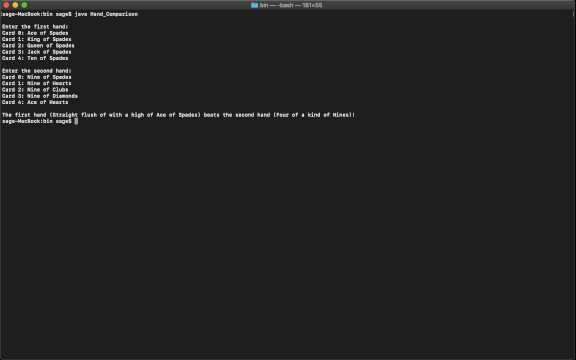 bin — -bash — 181×55
sage-MacBook:bin sage$ java Hand_Comparison
Enter the first hand:
Card 0: Ace of Spades
Card 1: King of Spades
Card 2: Queen of Spades
Card 3: Jack of Spades
Card 4: Ten of Spades
Enter the second hand:
Card 0: Nine of Spades
Card 1: Nine of Hearts
Card 2: Nine of Clubs
Card 3: Nine of Diamonds
Card 4: Ace of Hearts
The first hand (Straight flush of with a high of Ace of Spades) beats the second hand (Four of a kind of Nines)!
sage-MacBook:bin sage$